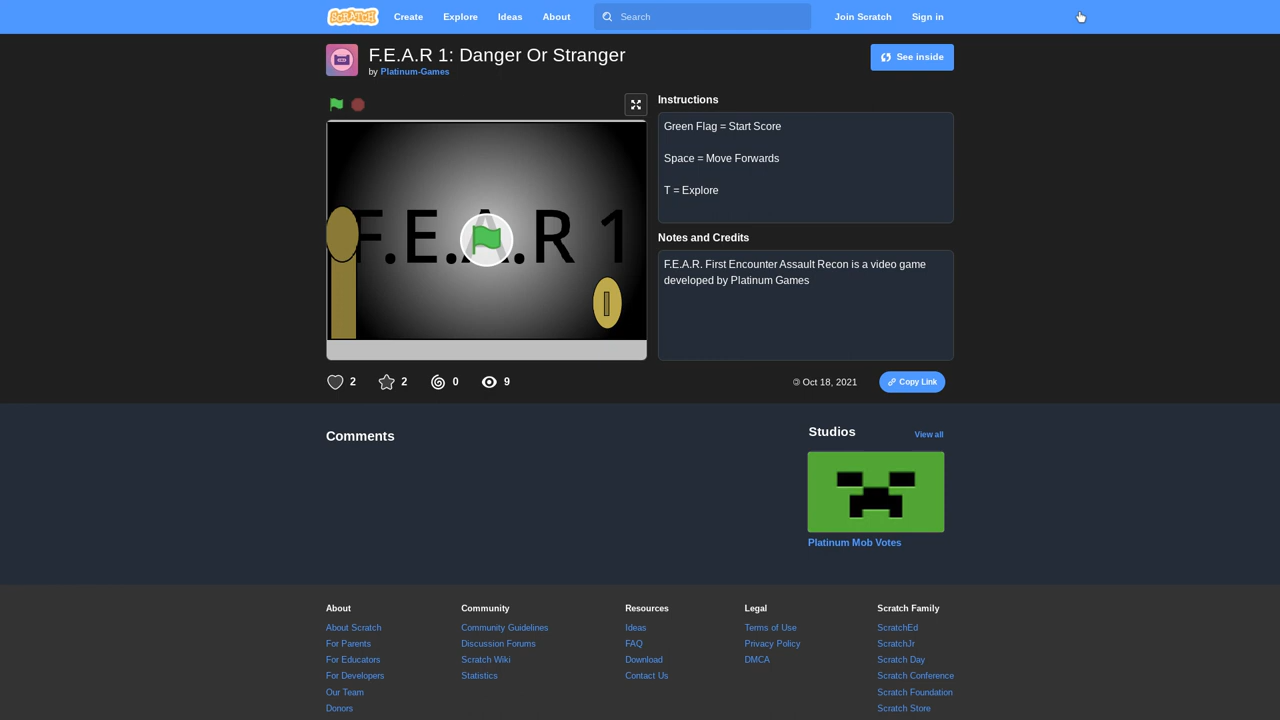 SCRATCH
Create
Explore
Ideas
About
Search
Join Scratch
Sign in
F.E.A.R 1: Danger Or Stranger
by Platinum-Games
See inside
Instructions
Green Flag = Start Score
Space = Move Forwards
T = Explore
F.E.A.R 1
Notes and Credits
F.E.A.R. First Encounter Assault Recon is a video game
developed by Platinum Games
2
2
0
9
Oct 18, 2021
Copy Link
Comments
Studios
View all
Platinum Mob Votes
About
About Scratch
For Parents
For Educators
For Developers
Our Team
Donors
Community
Community Guidelines
Discussion Forums
Scratch Wiki
Statistics
Resources
Ideas
FAQ
Download
Contact Us
Legal
Terms of Use
Privacy Policy
DMCA
Scratch Family
ScratchEd
ScratchJr
Scratch Day
Scratch Conference
Scratch Foundation
Scratch Store